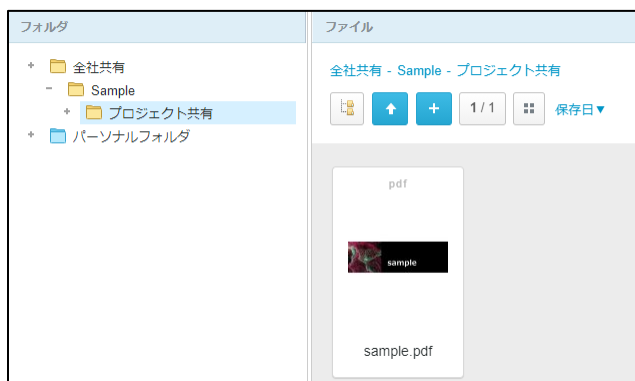 フォルダ
全社共有
Sample
プロジェクト共有
パーソナルフォルダ
ファイル
全社共有 - Sample - プロジェクト共有
1 / 1
保存日▼
pdf
sample
sample.pdf